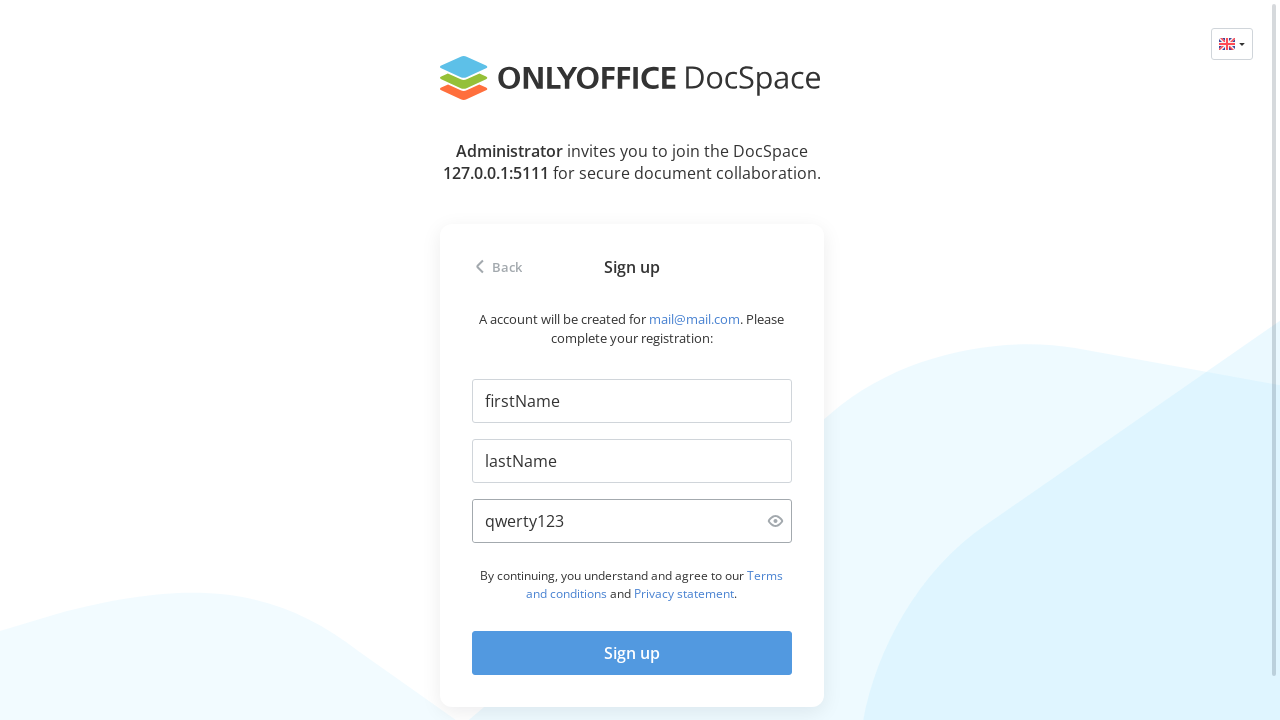 ONLYOFFICE DocSpace
Administrator invites you to join the DocSpace
127.0.0.1:5111 for secure document collaboration.
Back
Sign up
A account will be created for mail@mail.com. Please
complete your registration:
firstName
lastName
qwerty123
By continuing, you understand and agree to our Terms
and conditions and Privacy statement.
Sign up